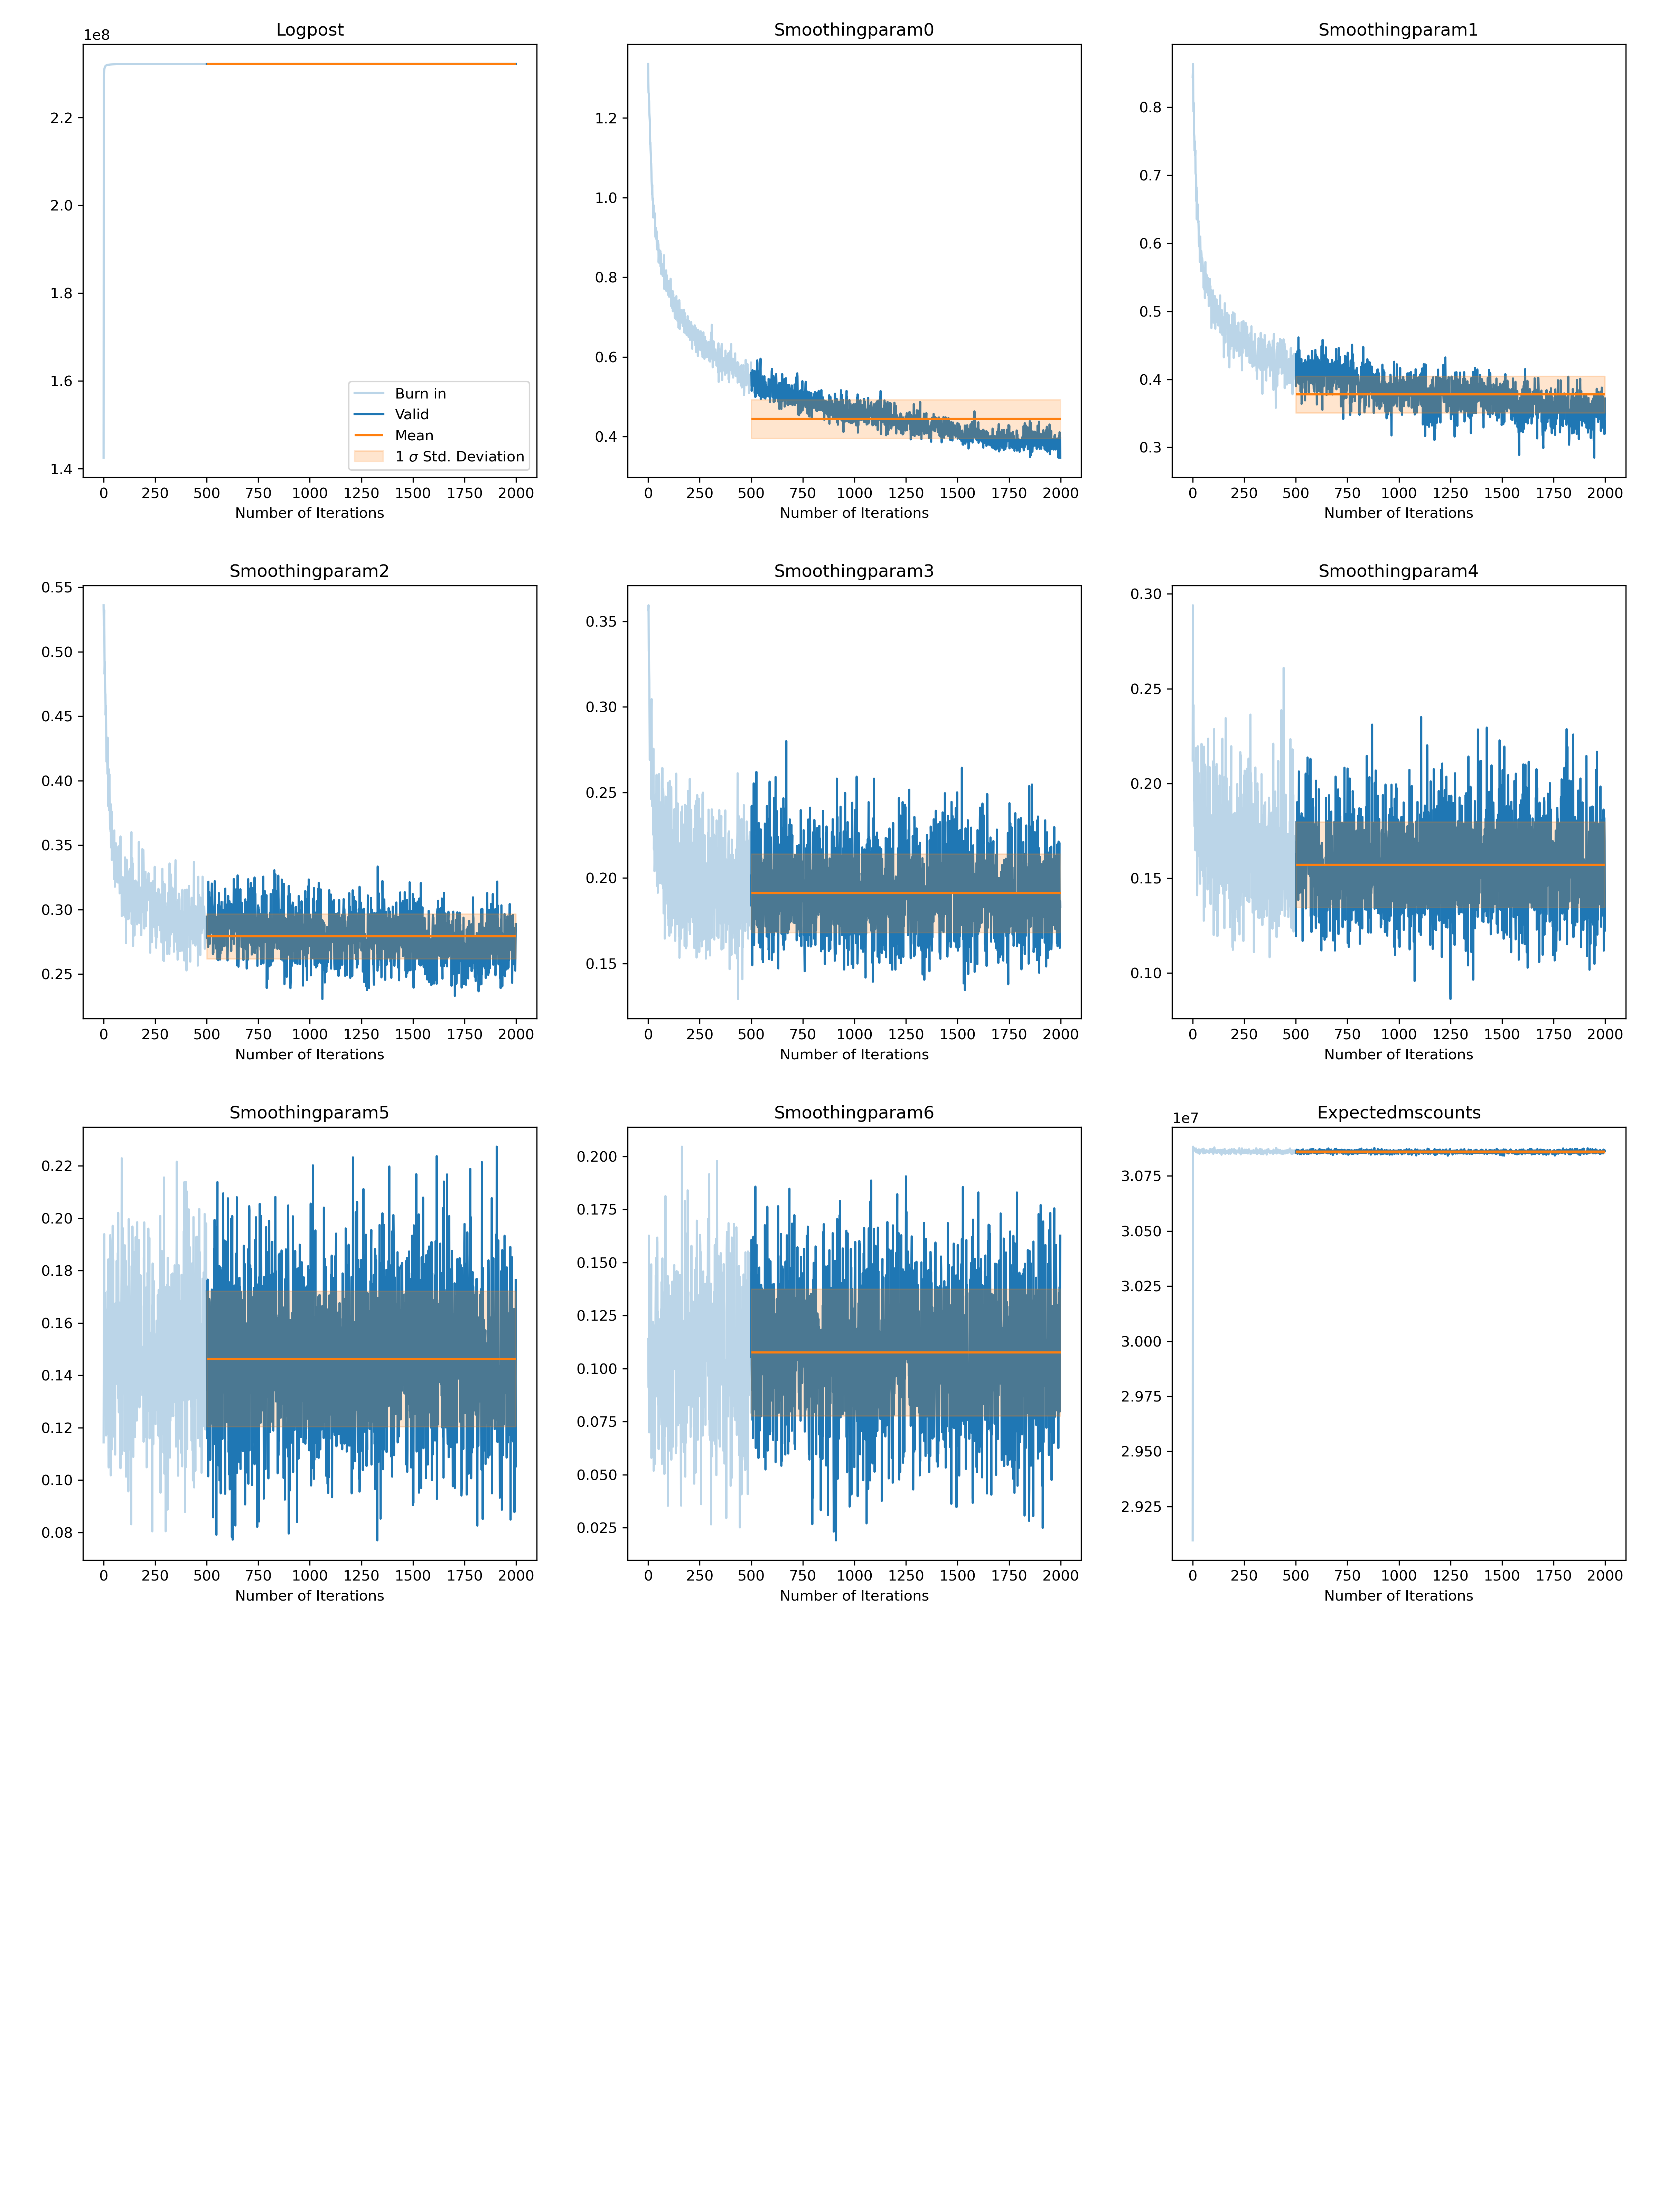 Logpost
1e8
2.2
2.0
1.8
1.6
1.4
Burn in
Valid
Mean
1 σ Std. Deviation
0 250 500 750 1000 1250 1500 1750 2000
Number of Iterations
Smoothingparam0
1.2
1.0
0.8
0.6
0.4
0 250 500 750 1000 1250 1500 1750 2000
Number of Iterations
Smoothingparam1
0.8
0.7
0.6
0.5
0.4
0.3
0 250 500 750 1000 1250 1500 1750 2000
Number of Iterations
Smoothingparam2
0.55
0.50
0.45
0.40
0.35
0.30
0.25
0 250 500 750 1000 1250 1500 1750 2000
Number of Iterations
Smoothingparam3
0.35
0.30
0.25
0.20
0.15
0 250 500 750 1000 1250 1500 1750 2000
Number of Iterations
Smoothingparam4
0.30
0.25
0.20
0.15
0.10
0 250 500 750 1000 1250 1500 1750 2000
Number of Iterations
Smoothingparam5
0.22
0.20
0.18
0.16
0.14
0.12
0.10
0.08
0 250 500 750 1000 1250 1500 1750 2000
Number of Iterations
Smoothingparam6
0.200
0.175
0.150
0.125
0.100
0.075
0.050
0.025
0 250 500 750 1000 1250 1500 1750 2000
Number of Iterations
Expectedmscounts
1e7
3.075
3.050
3.025
3.000
2.975
2.950
2.925
0 250 500 750 1000 1250 1500 1750 2000
Number of Iterations